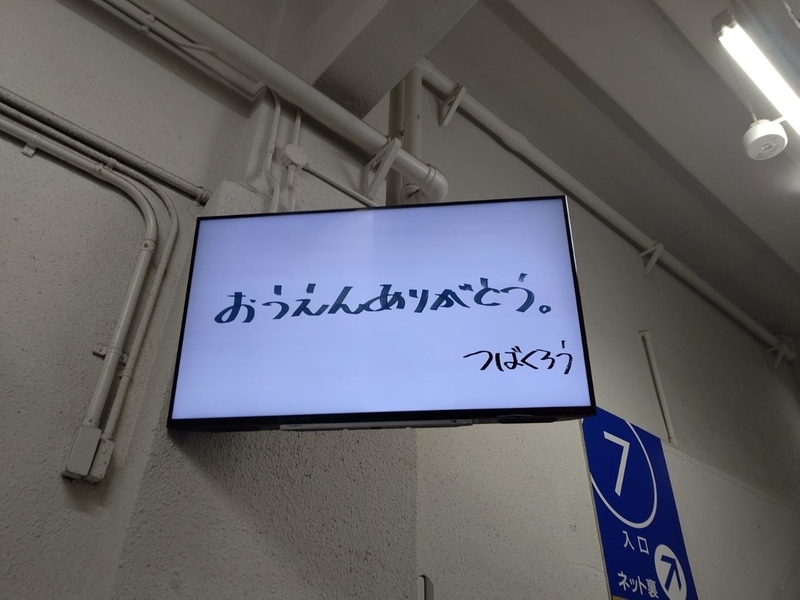 おうえんありがとう。
つばくろう
7
入口
ネット裏